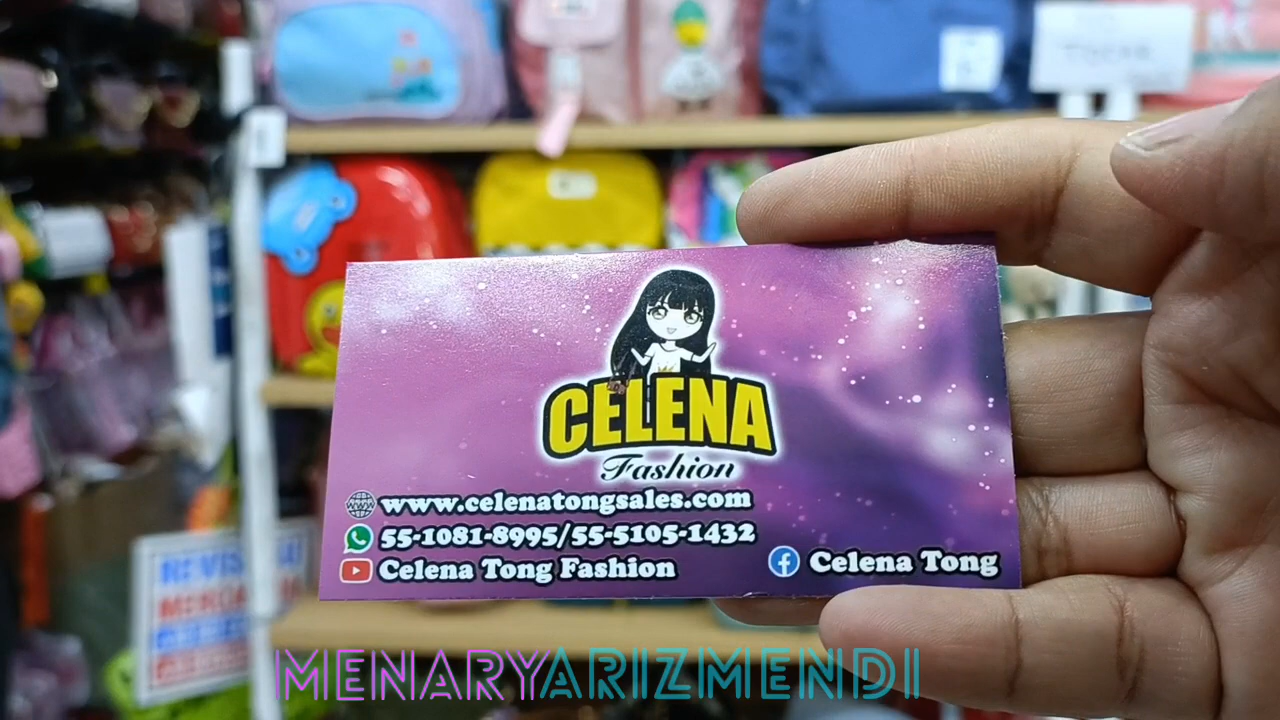 CELENA
Fashion
www.celenatongsales.com
55-1081-8995/55-5105-1432
Celena Tong Fashion
Celena Tong
MENARYARIZMENDI